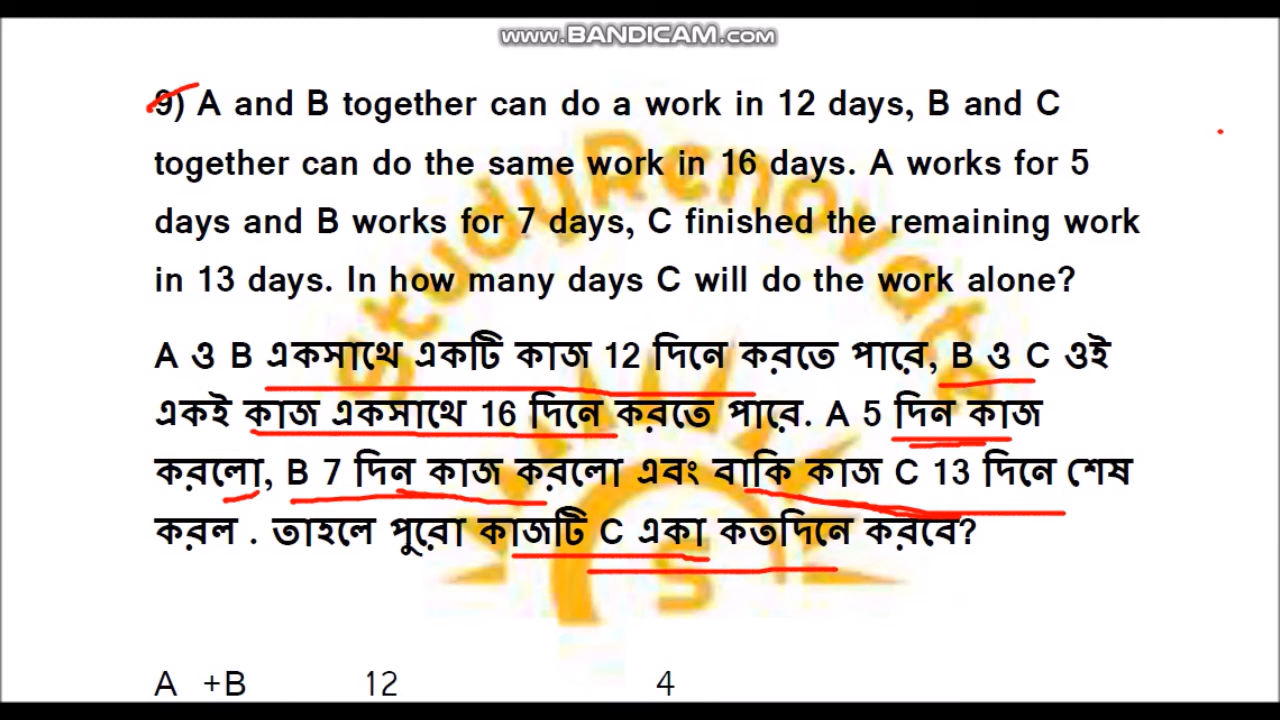 www.BANDICAM.com
9) A and B together can do a work in 12 days, B and C
together can do the same work in 16 days. A works for 5
days and B works for 7 days, C finished the remaining work
in 13 days. In how many days C will do the work alone?
A ও B একসাথে একটি কাজ 12 দিনে করতে পারে, B ও C ওই
একই কাজ একসাথে 16 দিনে করতে পারে. A 5 দিন কাজ
করলো, B 7 দিন কাজ করলো এবং বাকি কাজ C 13 দিনে শেষ
করল . তাহলে পুরো কাজটি C একা কতদিনে করবে?
StudyRenovate
S
A +B 12 4